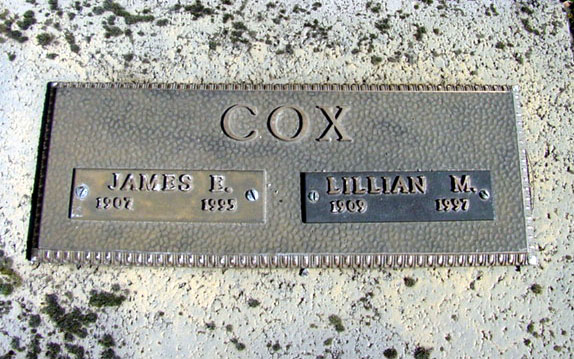 COX
JAMES E.
1907 1995
LILLIAN M.
1909 1997